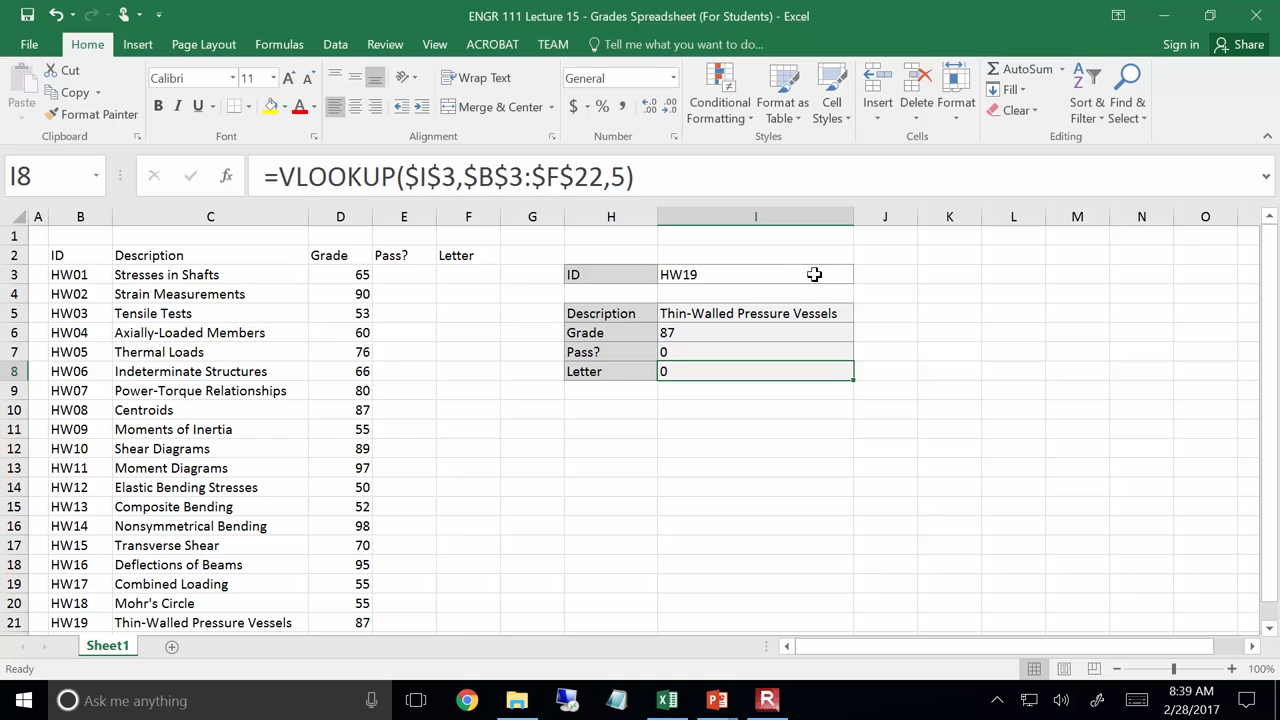 ENGR 111 Lecture 15 - Grades Spreadsheet (For Students) - Excel
File Home Insert Page Layout Formulas Data Review View ACROBAT TEAM Tell me what you want to do... Sign in Share
Paste Cut Copy Format Painter Clipboard
Calibri 11 B I U A Font
Wrap Text Merge & Center Alignment
General $ % , Number
Conditional Formatting Format as Table Cell Styles Styles
Insert Delete Format Cells
AutoSum Fill Clear Sort & Filter Find & Select Editing
I8 fx =VLOOKUP($I$3,$B$3:$F$22,5)
A B C D E F G H I J K L M N O
1
2 ID Description Grade Pass? Letter
3 HW01 Stresses in Shafts 65 ID HW19
4 HW02 Strain Measurements 90
5 HW03 Tensile Tests 53 Description Thin-Walled Pressure Vessels
6 HW04 Axially-Loaded Members 60 Grade 87
7 HW05 Thermal Loads 76 Pass? 0
8 HW06 Indeterminate Structures 66 Letter 0
9 HW07 Power-Torque Relationships 80
10 HW08 Centroids 87
11 HW09 Moments of Inertia 55
12 HW10 Shear Diagrams 89
13 HW11 Moment Diagrams 97
14 HW12 Elastic Bending Stresses 50
15 HW13 Composite Bending 52
16 HW14 Nonsymmetrical Bending 98
17 HW15 Transverse Shear 70
18 HW16 Deflections of Beams 95
19 HW17 Combined Loading 55
20 HW18 Mohr's Circle 55
21 HW19 Thin-Walled Pressure Vessels 87
Sheet1
Ready 100%
Ask me anything 8:39 AM
2/28/2017